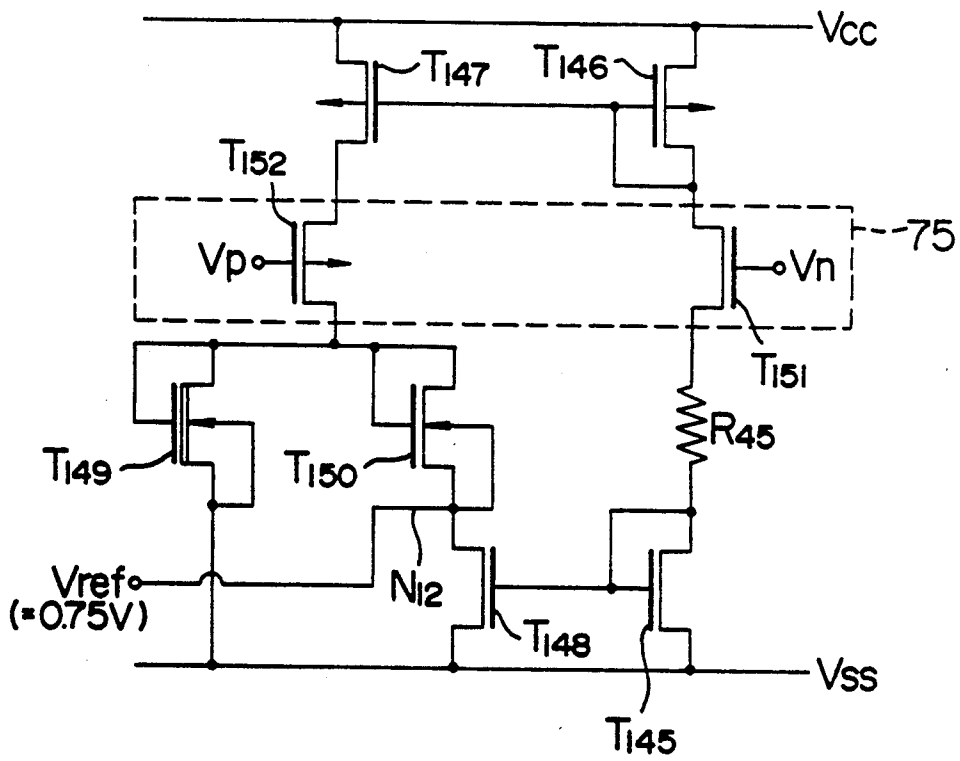 Vcc
T147
T146
T152
75
Vp
Vn
T151
R45
T149
T150
Vref
(=0.75V)
N12
T148
Vss
T145